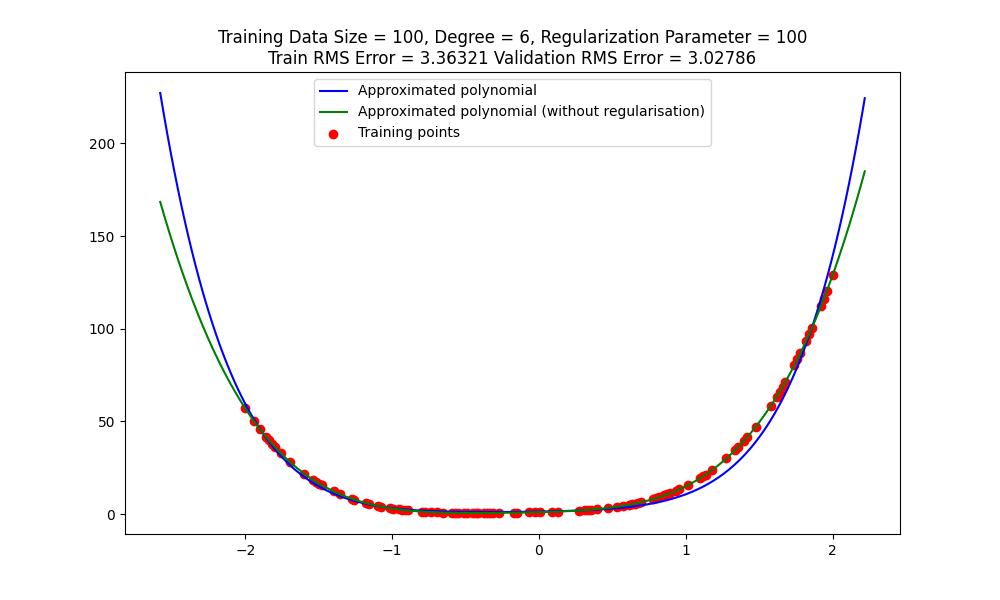 Training Data Size = 100, Degree = 6, Regularization Parameter = 100
Train RMS Error = 3.36321 Validation RMS Error = 3.02786
Approximated polynomial
Approximated polynomial (without regularisation)
Training points
200
150
100
50
0
−2
−1
0
1
2